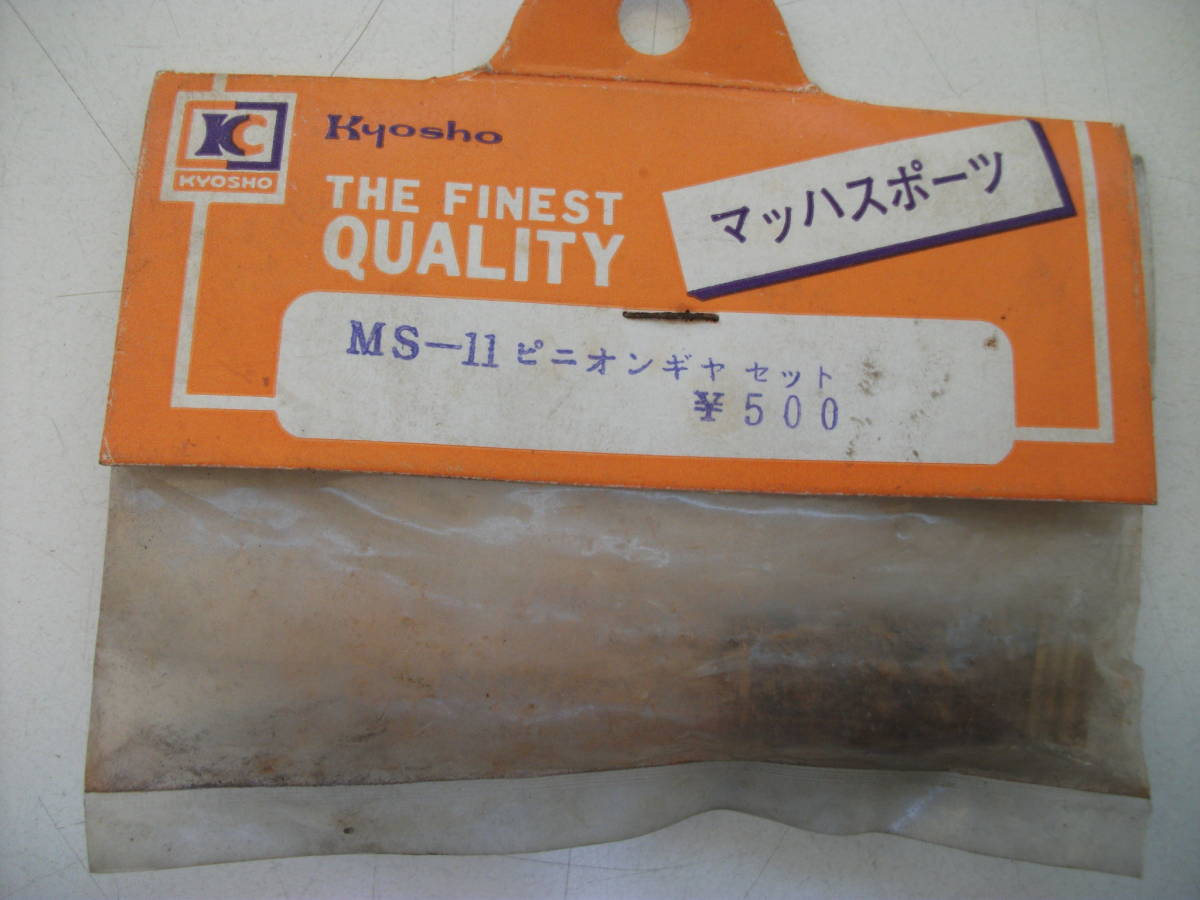 KC
KYOSHO
Kyosho
THE FINEST
QUALITY
マッハスポーツ
MS-11 ピニオンギヤ セット
¥500